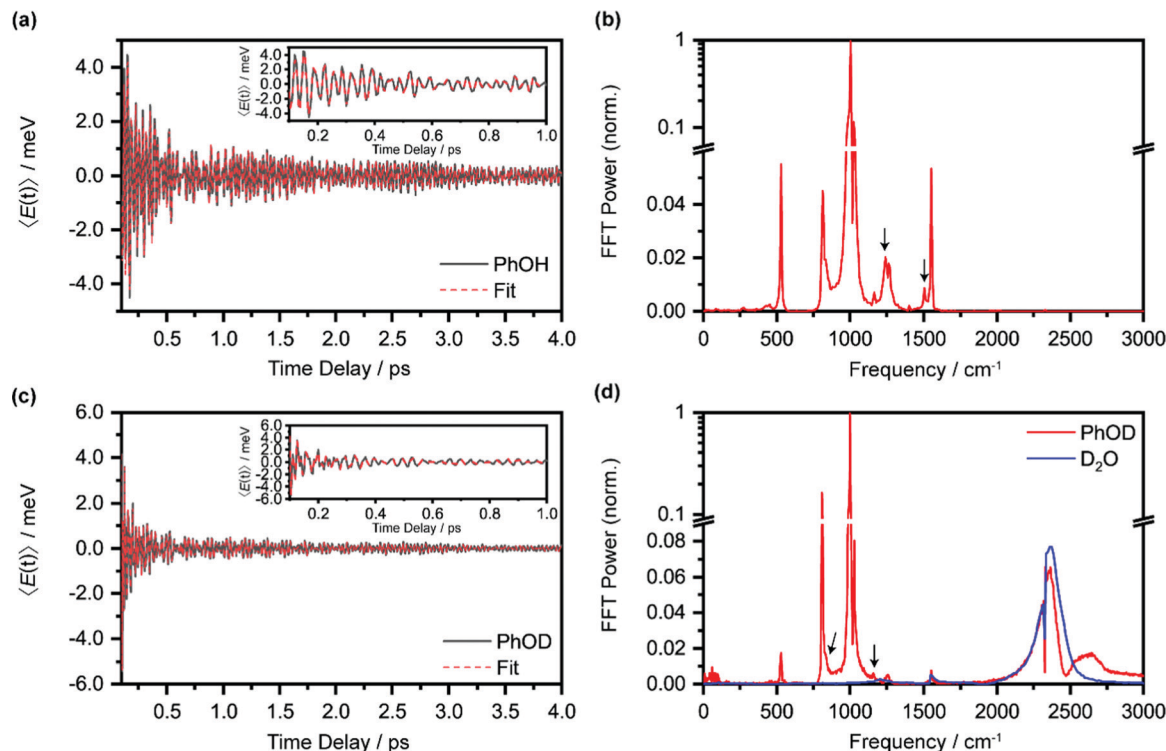 (a)
⟨E(t)⟩ / meV
4.0
2.0
0.0
-2.0
-4.0
0.5 1.0 1.5 2.0 2.5 3.0 3.5 4.0
Time Delay / ps
PhOH
Fit
⟨E(t)⟩ / meV
4.0
2.0
0.0
-2.0
-4.0
0.2 0.4 0.6 0.8 1.0
Time Delay / ps
(b)
FFT Power (norm.)
1
0.1
0.04
0.02
0.00
0 500 1000 1500 2000 2500 3000
Frequency / cm⁻¹
(c)
⟨E(t)⟩ / meV
6.0
4.0
2.0
0.0
-2.0
-4.0
-6.0
0.5 1.0 1.5 2.0 2.5 3.0 3.5 4.0
Time Delay / ps
PhOD
Fit
⟨E(t)⟩ / meV
6.0
4.0
2.0
0.0
-2.0
-4.0
-6.0
0.2 0.4 0.6 0.8 1.0
Time Delay / ps
(d)
FFT Power (norm.)
1
0.1
0.08
0.06
0.04
0.02
0.00
0 500 1000 1500 2000 2500 3000
Frequency / cm⁻¹
PhOD
D₂O